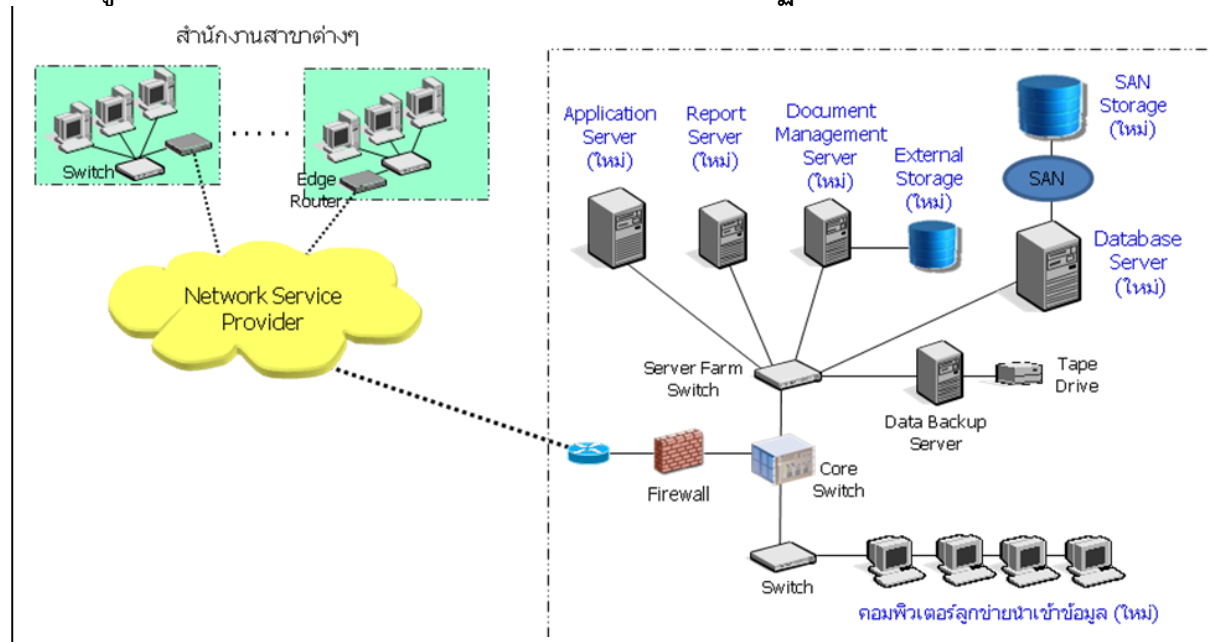 สำนักงานสาขาต่างๆ
Switch
Edge
Router
Network Service
Provider
Application
Server
(ใหม่)
Report
Server
(ใหม่)
Document
Management
Server
(ใหม่)
External
Storage
(ใหม่)
SAN
Storage
(ใหม่)
SAN
Database
Server
(ใหม่)
Server Farm
Switch
Data Backup
Server
Tape
Drive
Firewall
Core
Switch
Switch
คอมพิวเตอร์ลูกข่ายนำเข้าข้อมูล (ใหม่)